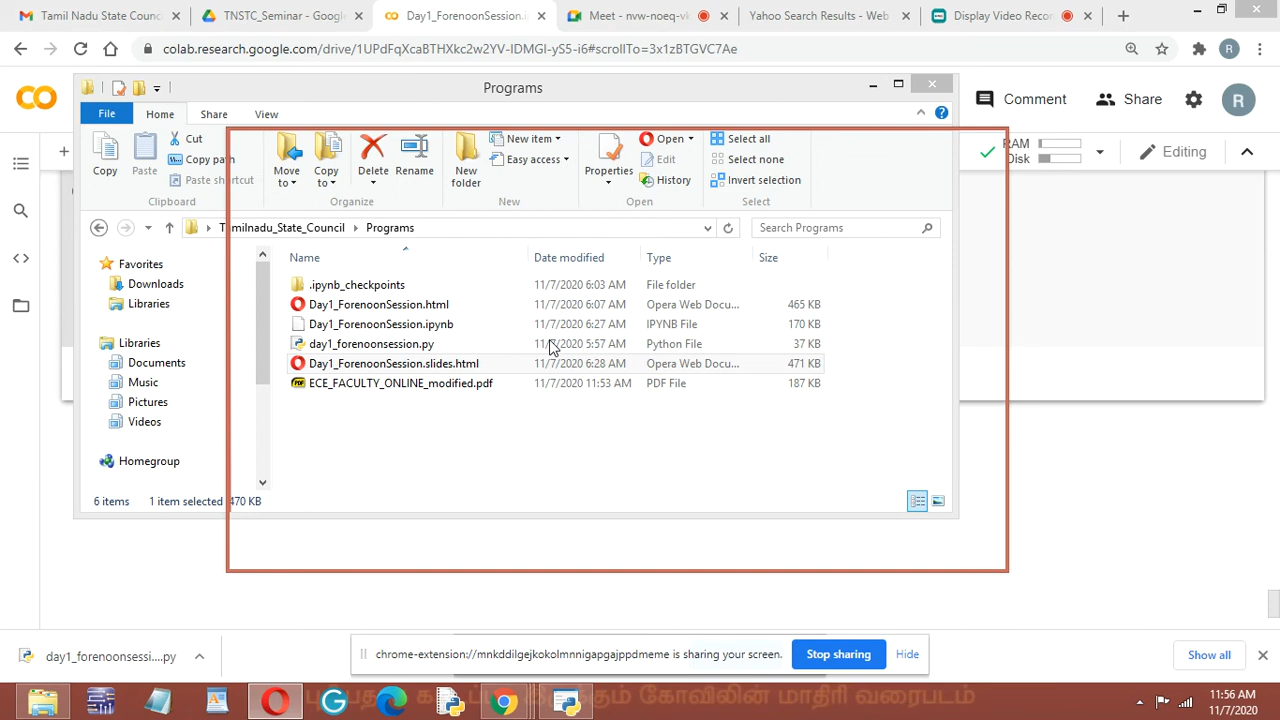 Tamil Nadu State Counci
TNSTC_Seminar - Google
Day1_ForenoonSession.i
Meet - nvw-noeq-vk
Yahoo Search Results - Web
Display Video Recor
colab.research.google.com/drive/1UPdFqXcaBTHXkc2w2YV-IDMGI-yS5-i6#scrollTo=3x1zBTGVC7Ae
R
Programs
File
Home
Share
View
Comment
Share
R
Cut
Copy path
Paste shortcut
Copy
Paste
Clipboard
Move to
Copy to
Delete
Rename
Organize
New folder
New item
Easy access
New
Properties
Open
Edit
History
Open
Select all
Select none
Invert selection
Select
RAM
Disk
Editing
Tamilnadu_State_Council
Programs
Search Programs
Name
Date modified
Type
Size
Favorites
Downloads
Libraries
Libraries
Documents
Music
Pictures
Videos
Homegroup
.ipynb_checkpoints 11/7/2020 6:03 AM File folder
Day1_ForenoonSession.html 11/7/2020 6:07 AM Opera Web Docu... 465 KB
Day1_ForenoonSession.ipynb 11/7/2020 6:27 AM IPYNB File 170 KB
day1_forenoonsession.py 5:57 AM Python File 37 KB
Day1_ForenoonSession.slides.html 11/7/2020 6:28 AM Opera Web Docu... 471 KB
ECE_FACULTY_ONLINE_modified.pdf 11/7/2020 11:53 AM PDF File 187 KB
6 items
1 item selected 470 KB
day1_forenoonsessi....py
chrome-extension://mnkddilgejkokolmnnigapgajppdmeme is sharing your screen.
Stop sharing
Hide
Show all
கோவிலின் மாதிரி வரைபடம்
11:56 AM
11/7/2020